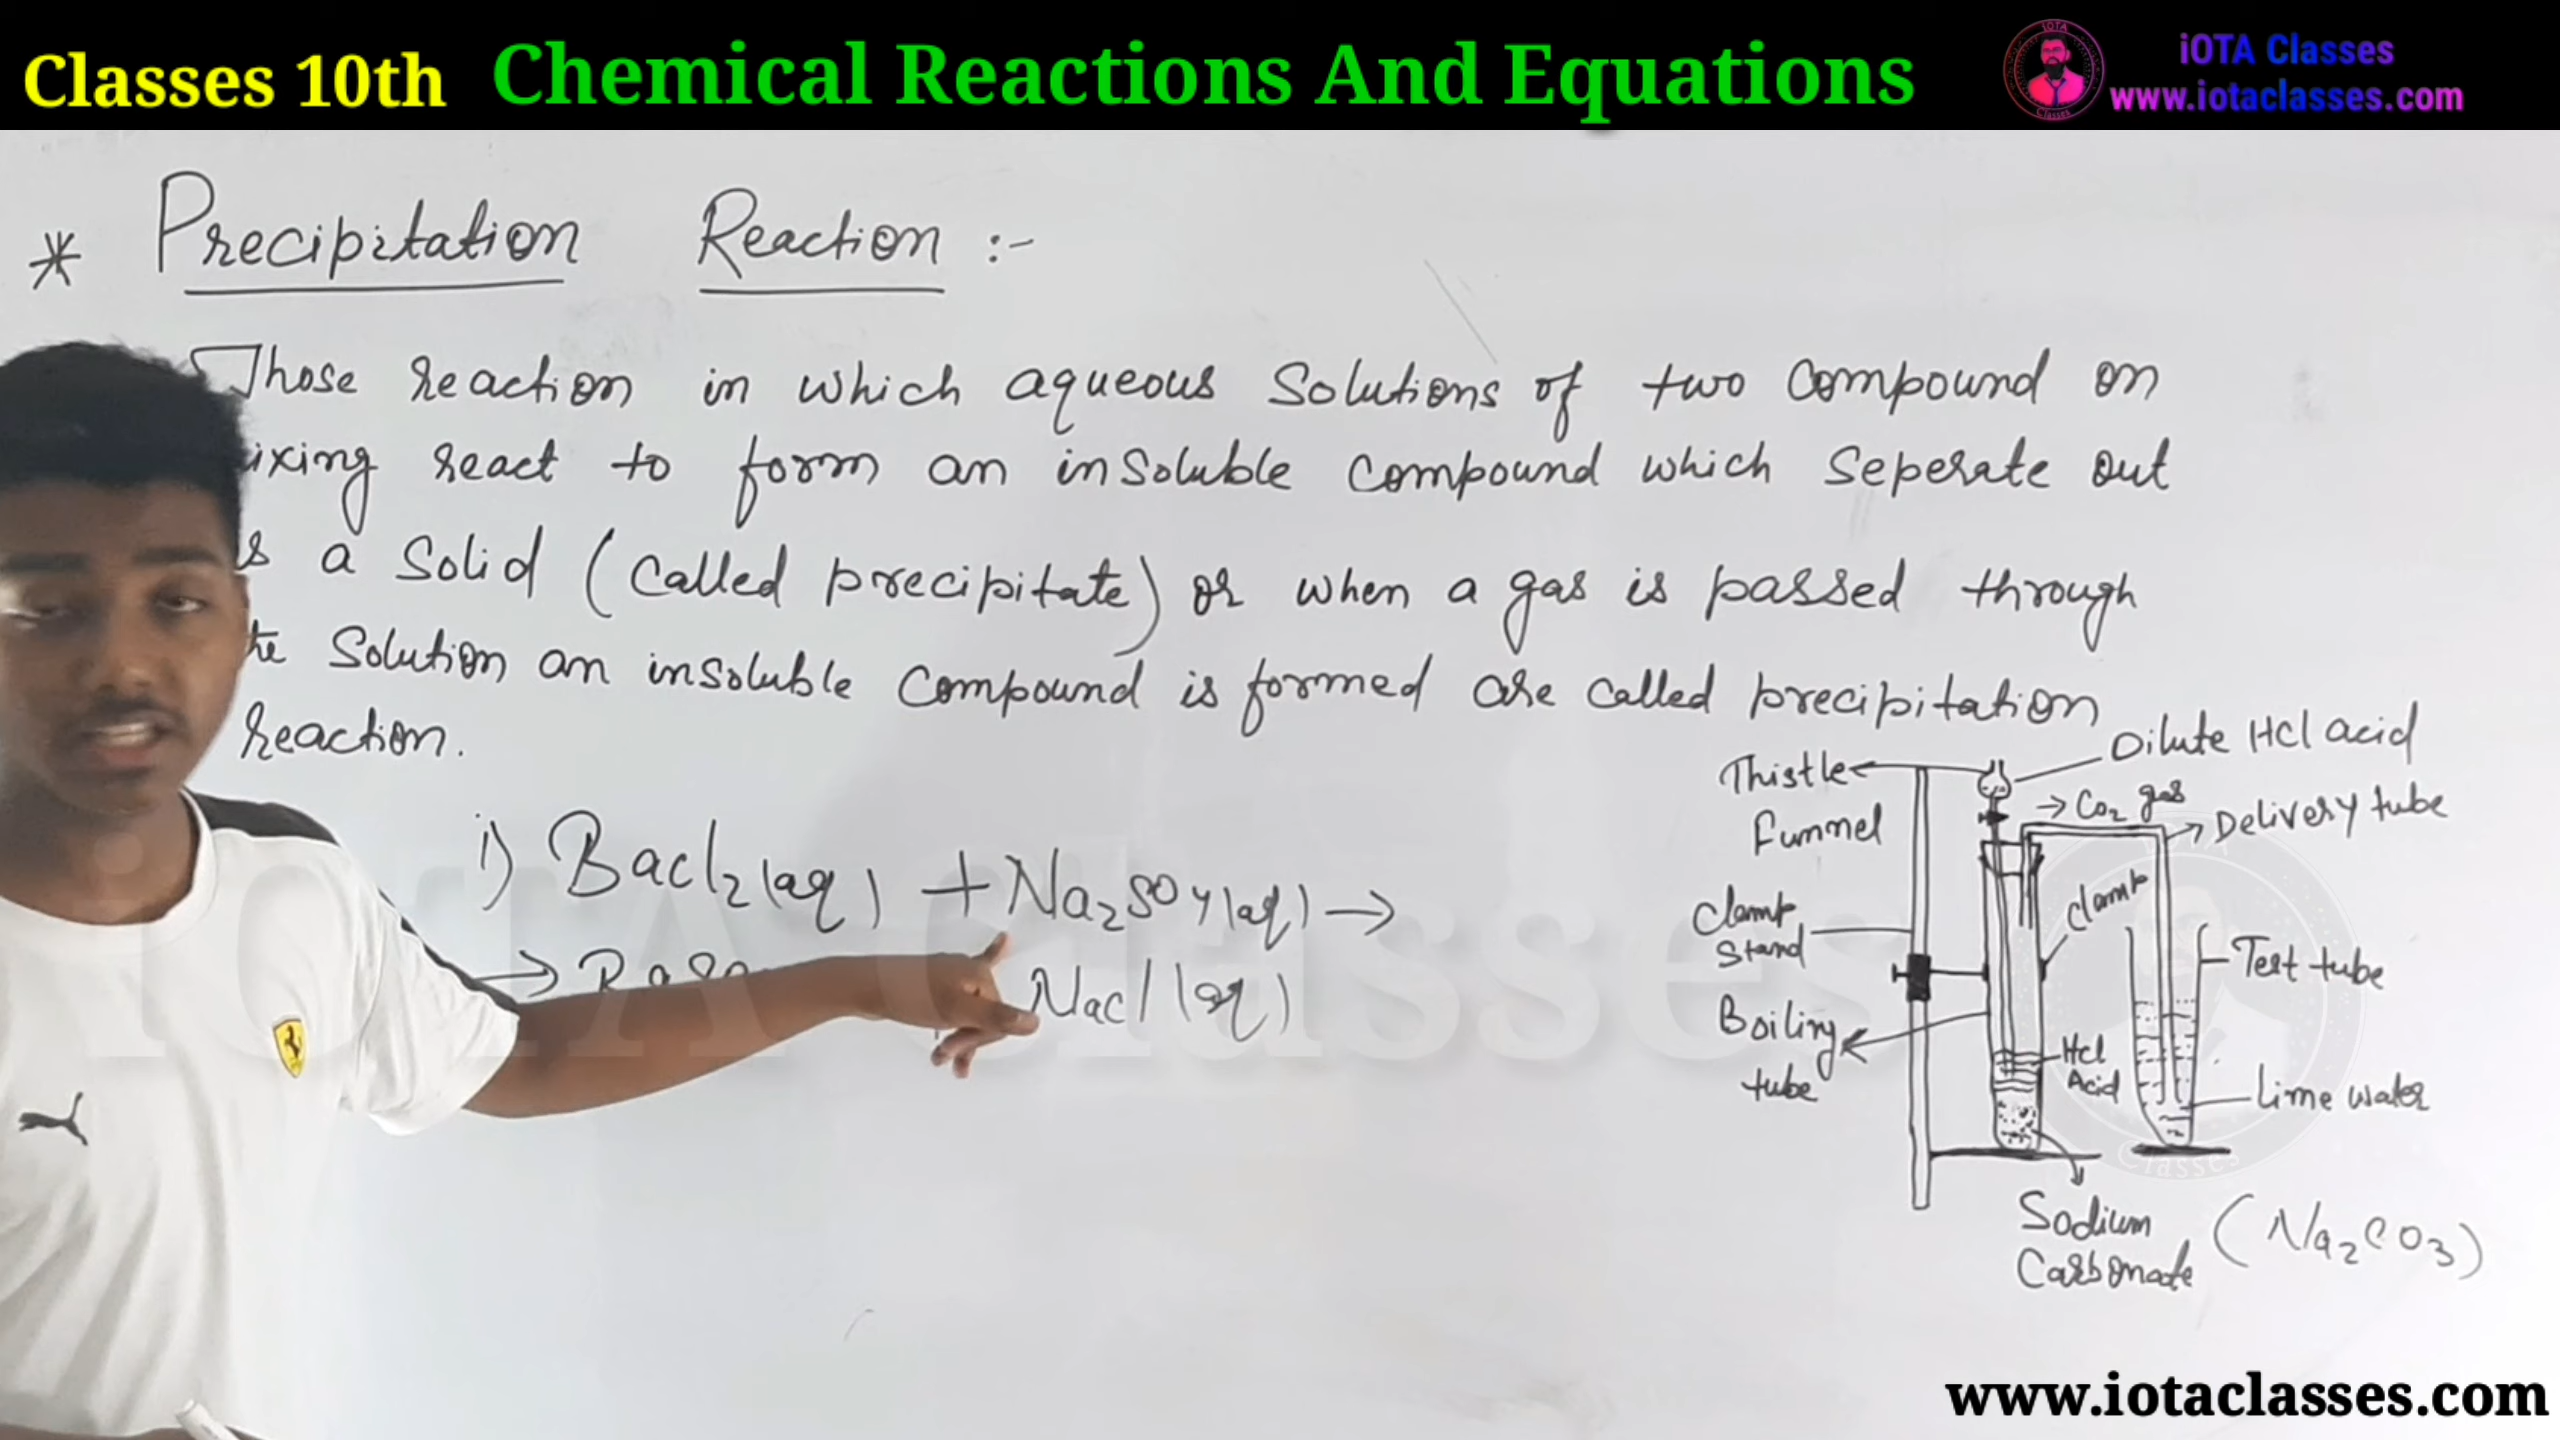 Classes 10th Chemical Reactions And Equations
iOTA Classes
www.iotaclasses.com
* Precipitation Reaction :-
Those reaction in which aqueous Solutions of two compound on
ixing react to form an insoluble compound which seperate out
s a solid (called precipitate) or when a gas is passed through
the solution an insoluble compound is formed are called precipitation
reaction.
i) Bacl2(aq) + Na2SO4(aq) →
→ BaSO
Nacl (aq)
Dilute Hcl acid
Thistle Funnel
→ Co2 gas
Delivery tube
Clamp Stand
clamp
Test tube
Boiling tube
Hcl Acid
Lime water
Sodium Carbonate (Na2CO3)
iOTA Classes
www.iotaclasses.com